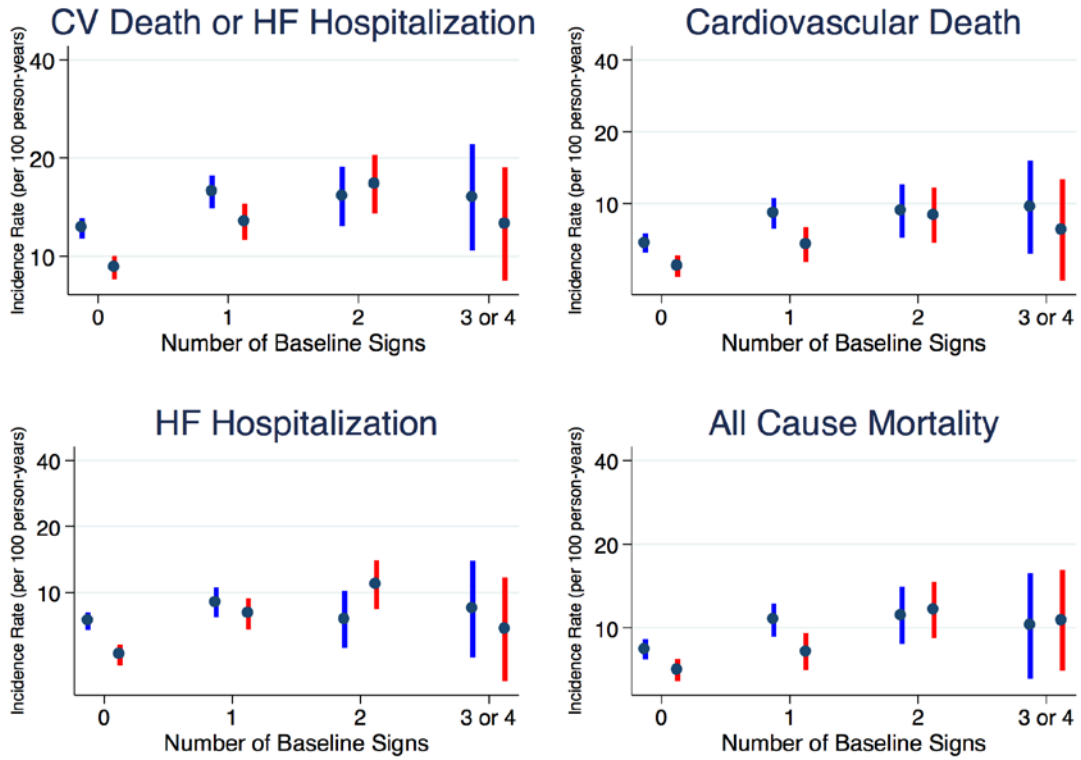 CV Death or HF Hospitalization
Incidence Rate (per 100 person-years)
40
20
10
0
1
2
3 or 4
Number of Baseline Signs
Cardiovascular Death
Incidence Rate (per 100 person-years)
40
20
10
0
1
2
3 or 4
Number of Baseline Signs
HF Hospitalization
Incidence Rate (per 100 person-years)
40
20
10
0
1
2
3 or 4
Number of Baseline Signs
All Cause Mortality
Incidence Rate (per 100 person-years)
40
20
10
0
1
2
3 or 4
Number of Baseline Signs